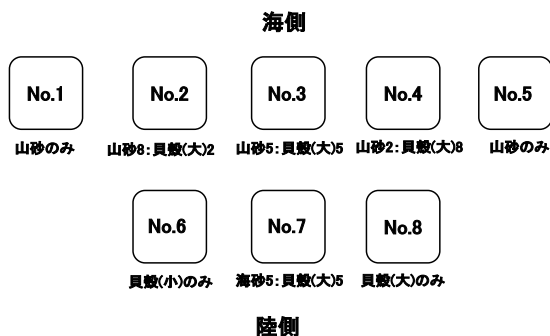 海側
No.1 No.2 No.3 No.4 No.5
山砂のみ 山砂8:貝殻(大)2 山砂5:貝殻(大)5 山砂2:貝殻(大)8 山砂のみ
No.6 No.7 No.8
貝殻(小)のみ 海砂5:貝殻(大)5 貝殻(大)のみ
陸側